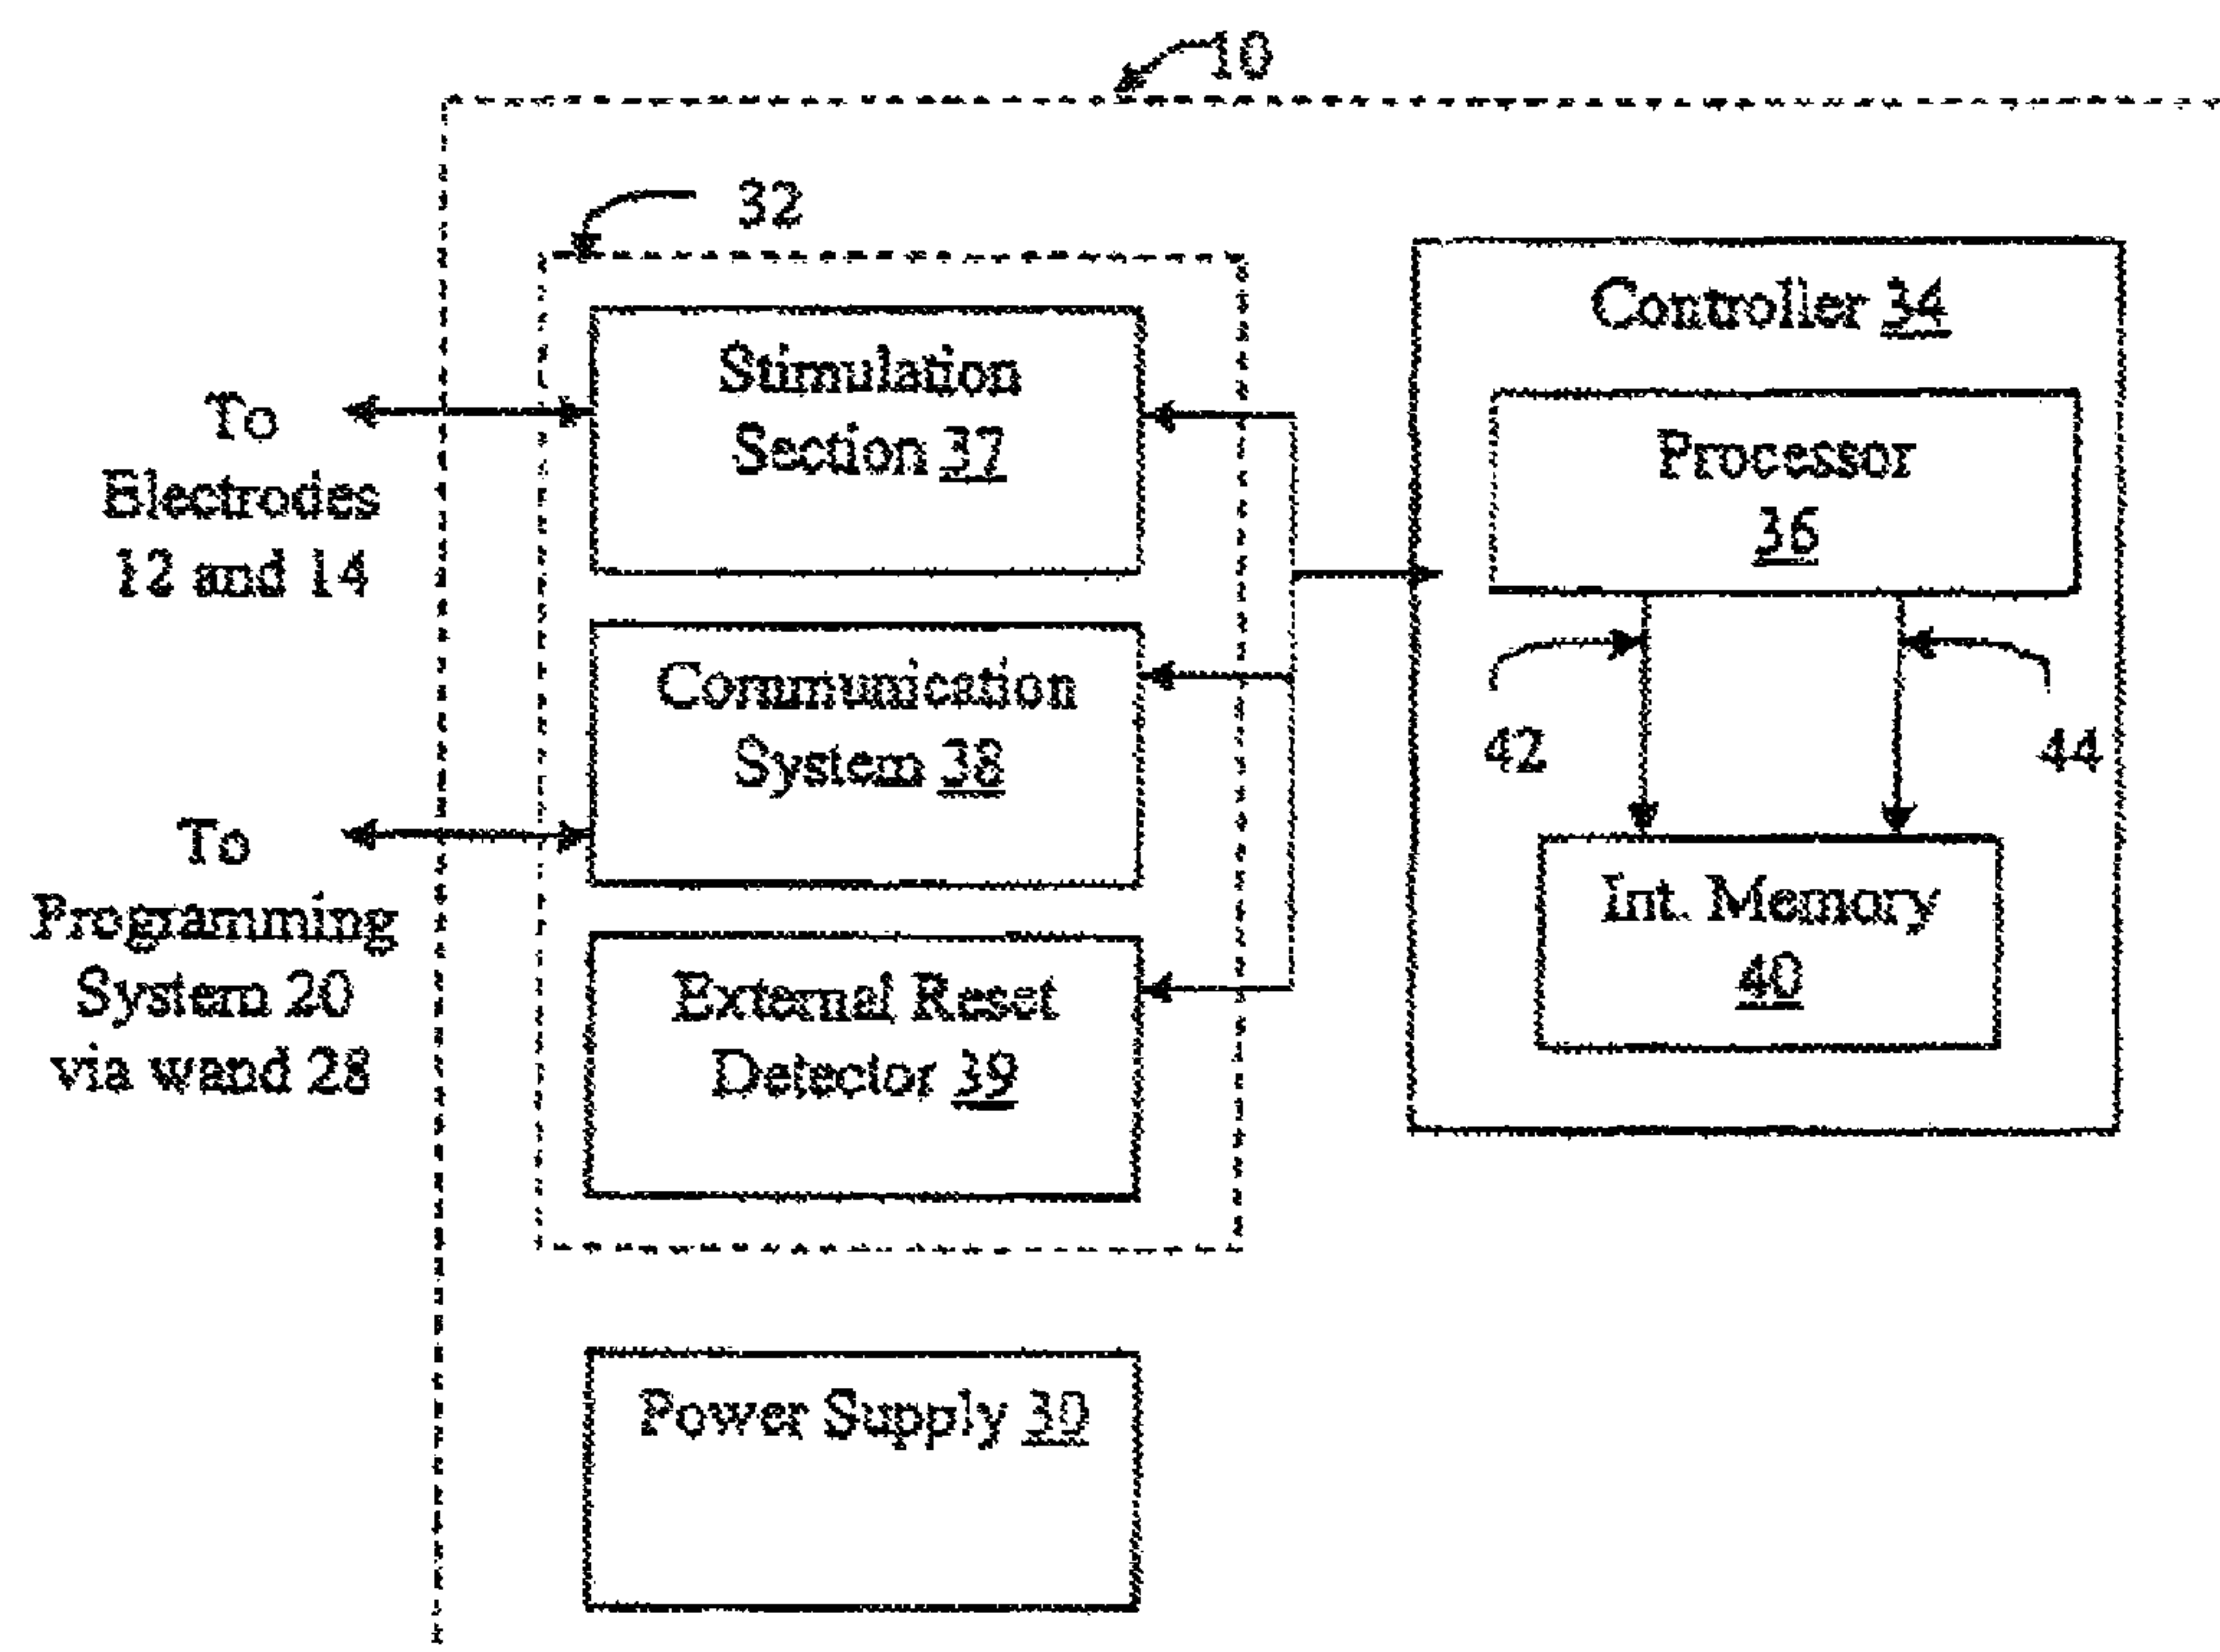 10
32
Controller 34
Stimulation
Section 37
Processor
36
To
Electrodes
12 and 14
Communication
System 38
42
44
To
Programming
System 20
via wand 28
Int. Memory
40
External Reset
Detector 39
Power Supply 30